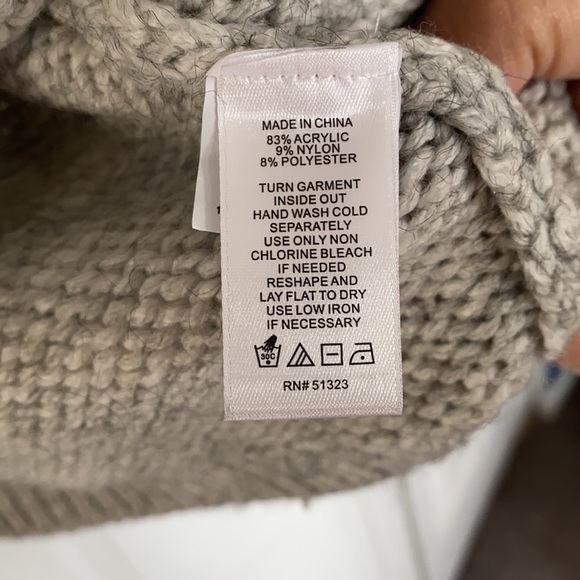 MADE IN CHINA
83% ACRYLIC
9% NYLON
8% POLYESTER
TURN GARMENT
INSIDE OUT
HAND WASH COLD
SEPARATELY
USE ONLY NON
CHLORINE BLEACH
IF NEEDED
RESHAPE AND
LAY FLAT TO DRY
USE LOW IRON
IF NECESSARY
30C
RN# 51323